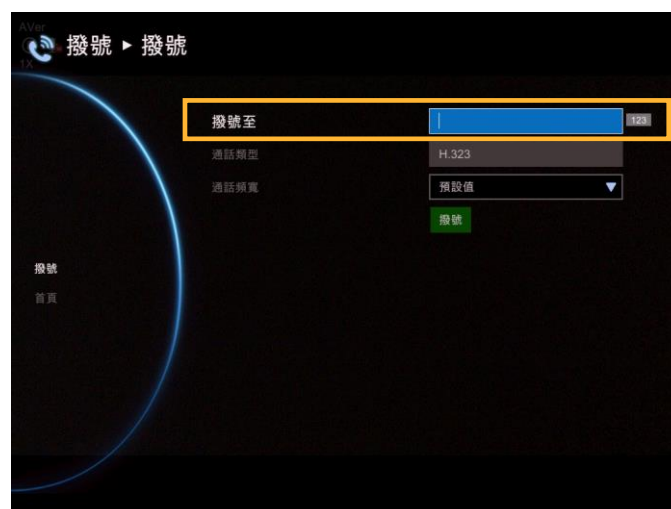 AVer
1X
撥號 ▸ 撥號
撥號至 123
通話類型 H.323
通話頻寬 預設值
撥號
撥號
首頁